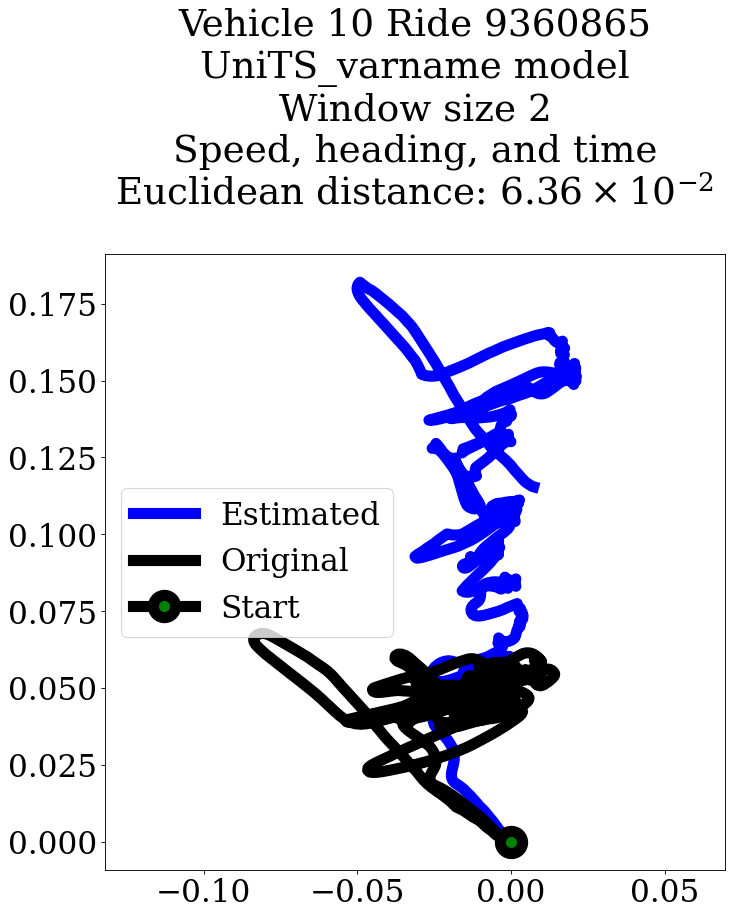 Vehicle 10 Ride 9360865
UniTS_varname model
Window size 2
Speed, heading, and time
Euclidean distance: 6.36 × 10⁻²
0.175
0.150
0.125
0.100
0.075
0.050
0.025
0.000
Estimated
Original
Start
−0.10
−0.05
0.00
0.05